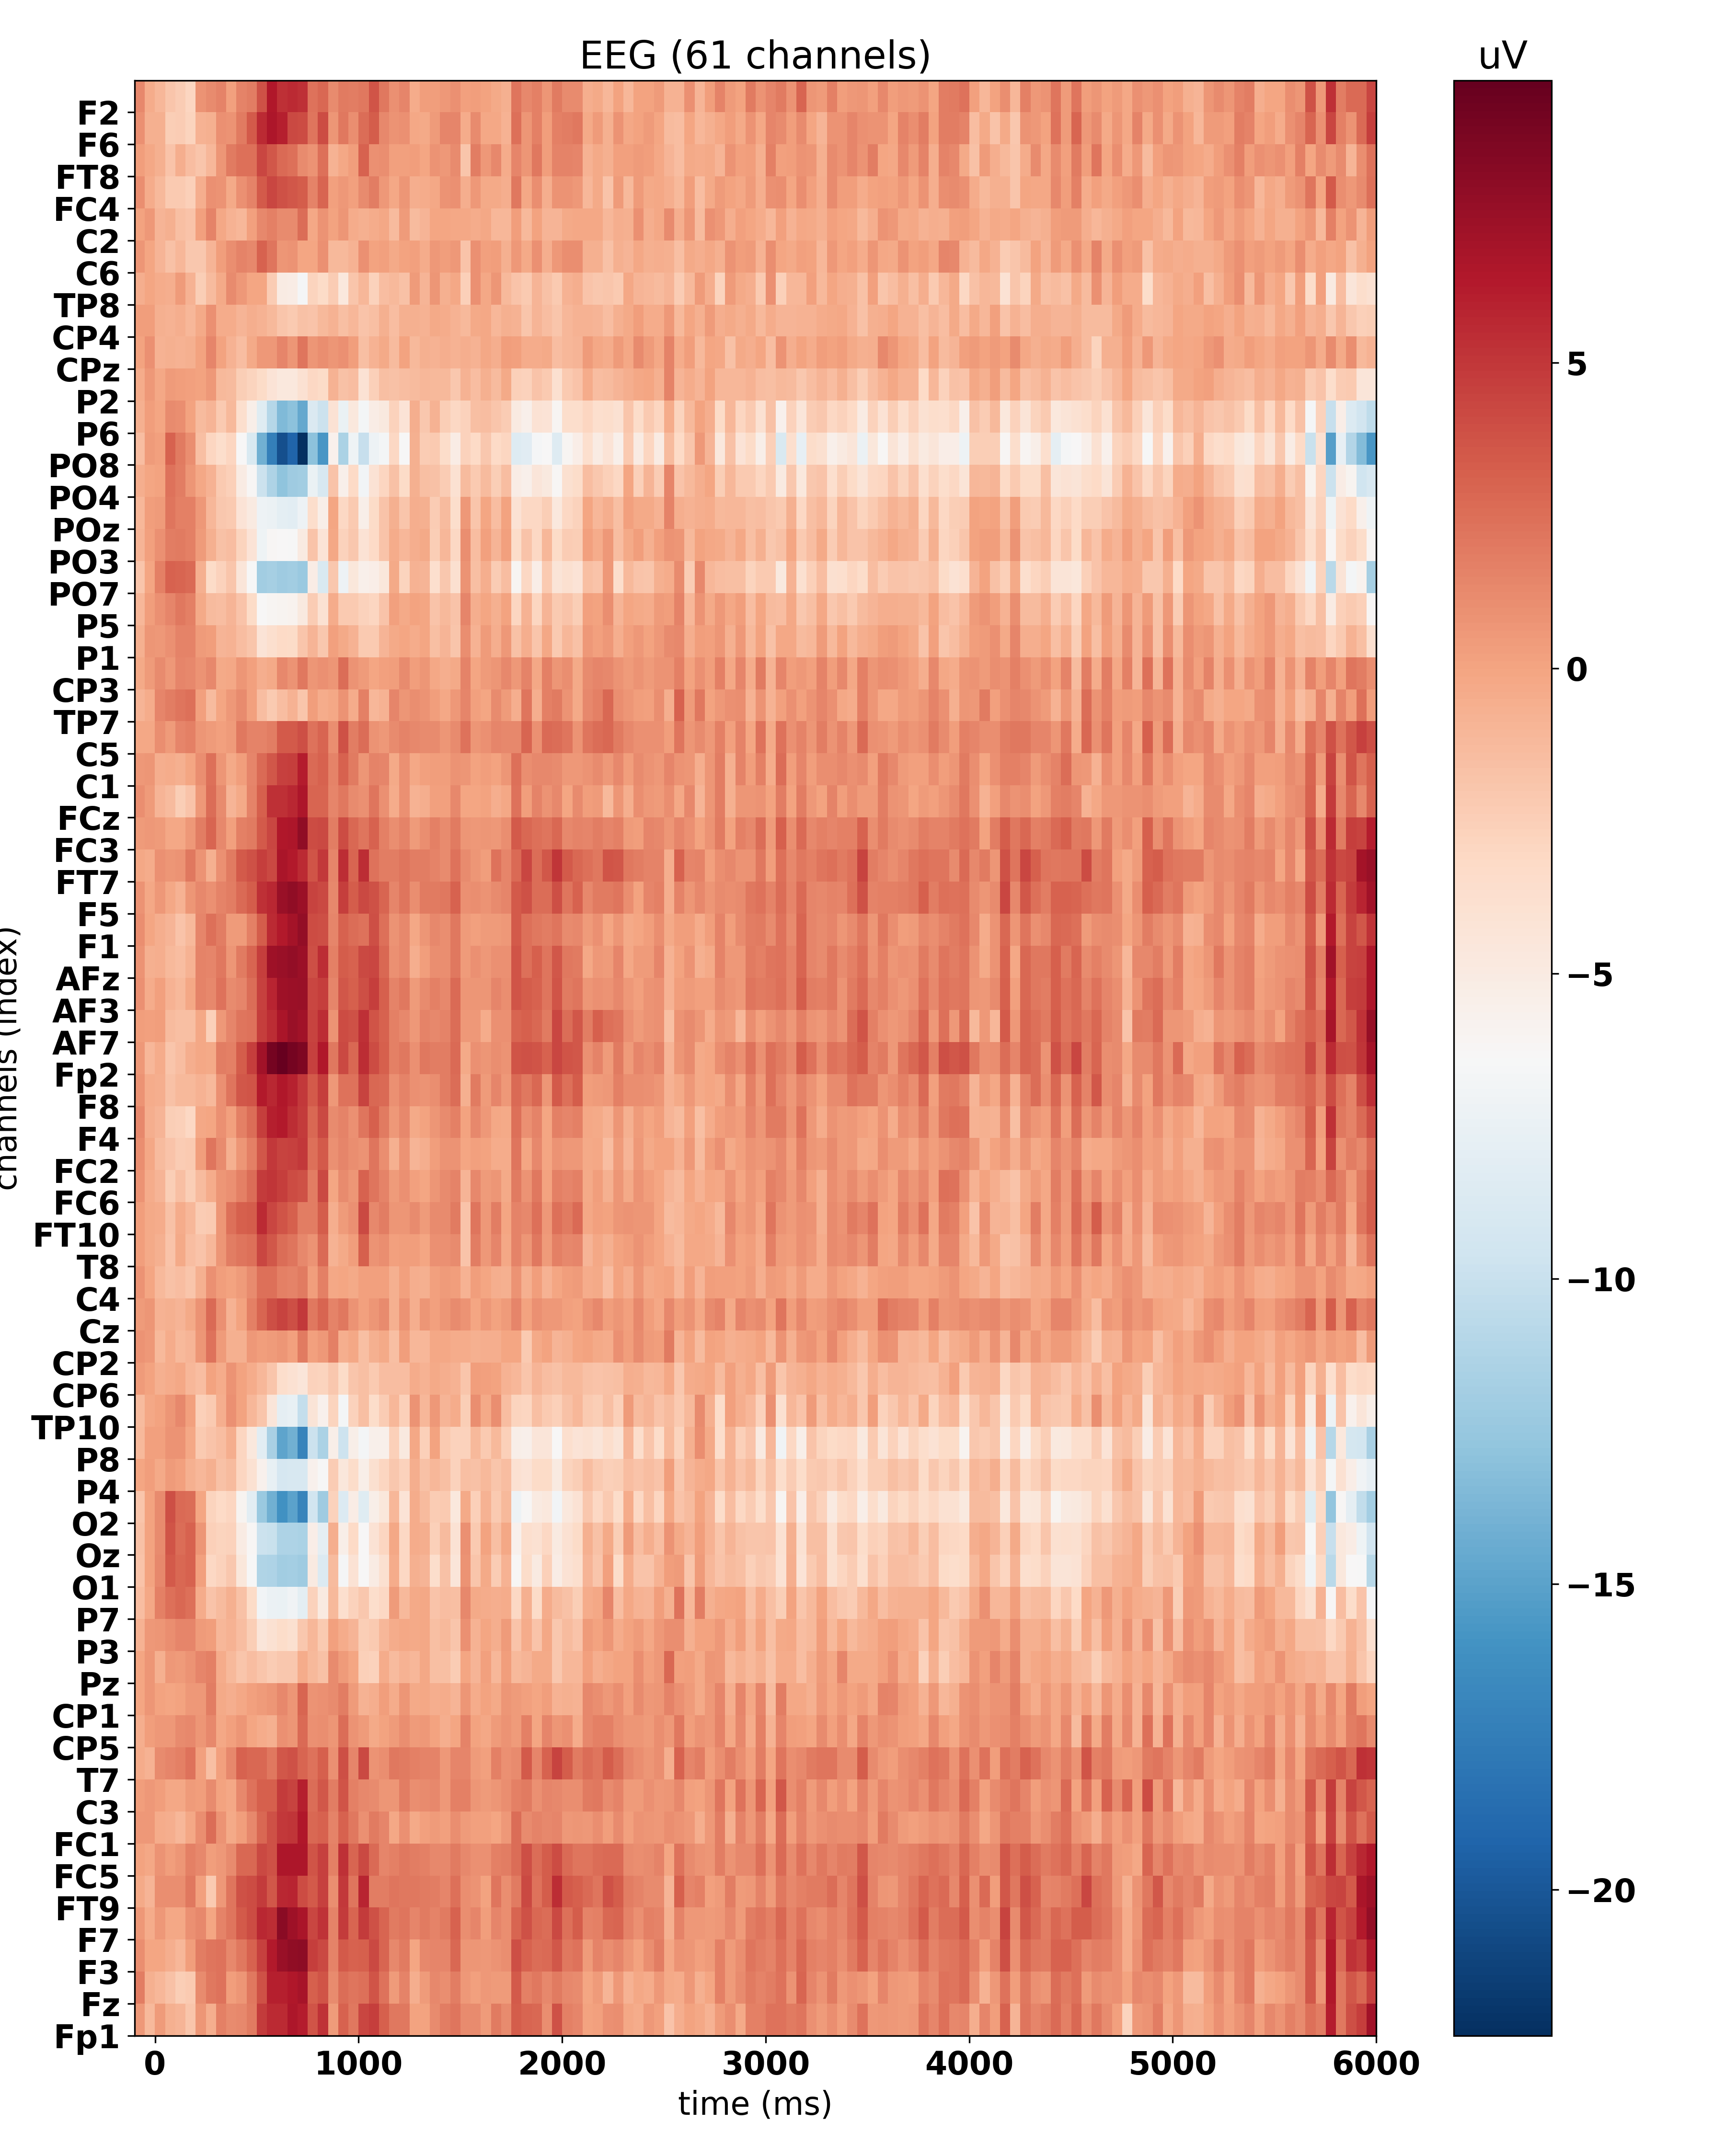 EEG (61 channels)
uV
F2
F6
FT8
FC4
C2
C6
TP8
CP4
CPz
P2
P6
PO8
PO4
POz
PO3
PO7
P5
P1
CP3
TP7
C5
C1
FCz
FC3
FT7
F5
F1
AFz
AF3
AF7
Fp2
F8
F4
FC2
FC6
FT10
T8
C4
Cz
CP2
CP6
TP10
P8
P4
O2
Oz
O1
P7
P3
Pz
CP1
CP5
T7
C3
FC1
FC5
FT9
F7
F3
Fz
Fp1
channels (index)
0 1000 2000 3000 4000 5000 6000
time (ms)
5
0
−5
−10
−15
−20